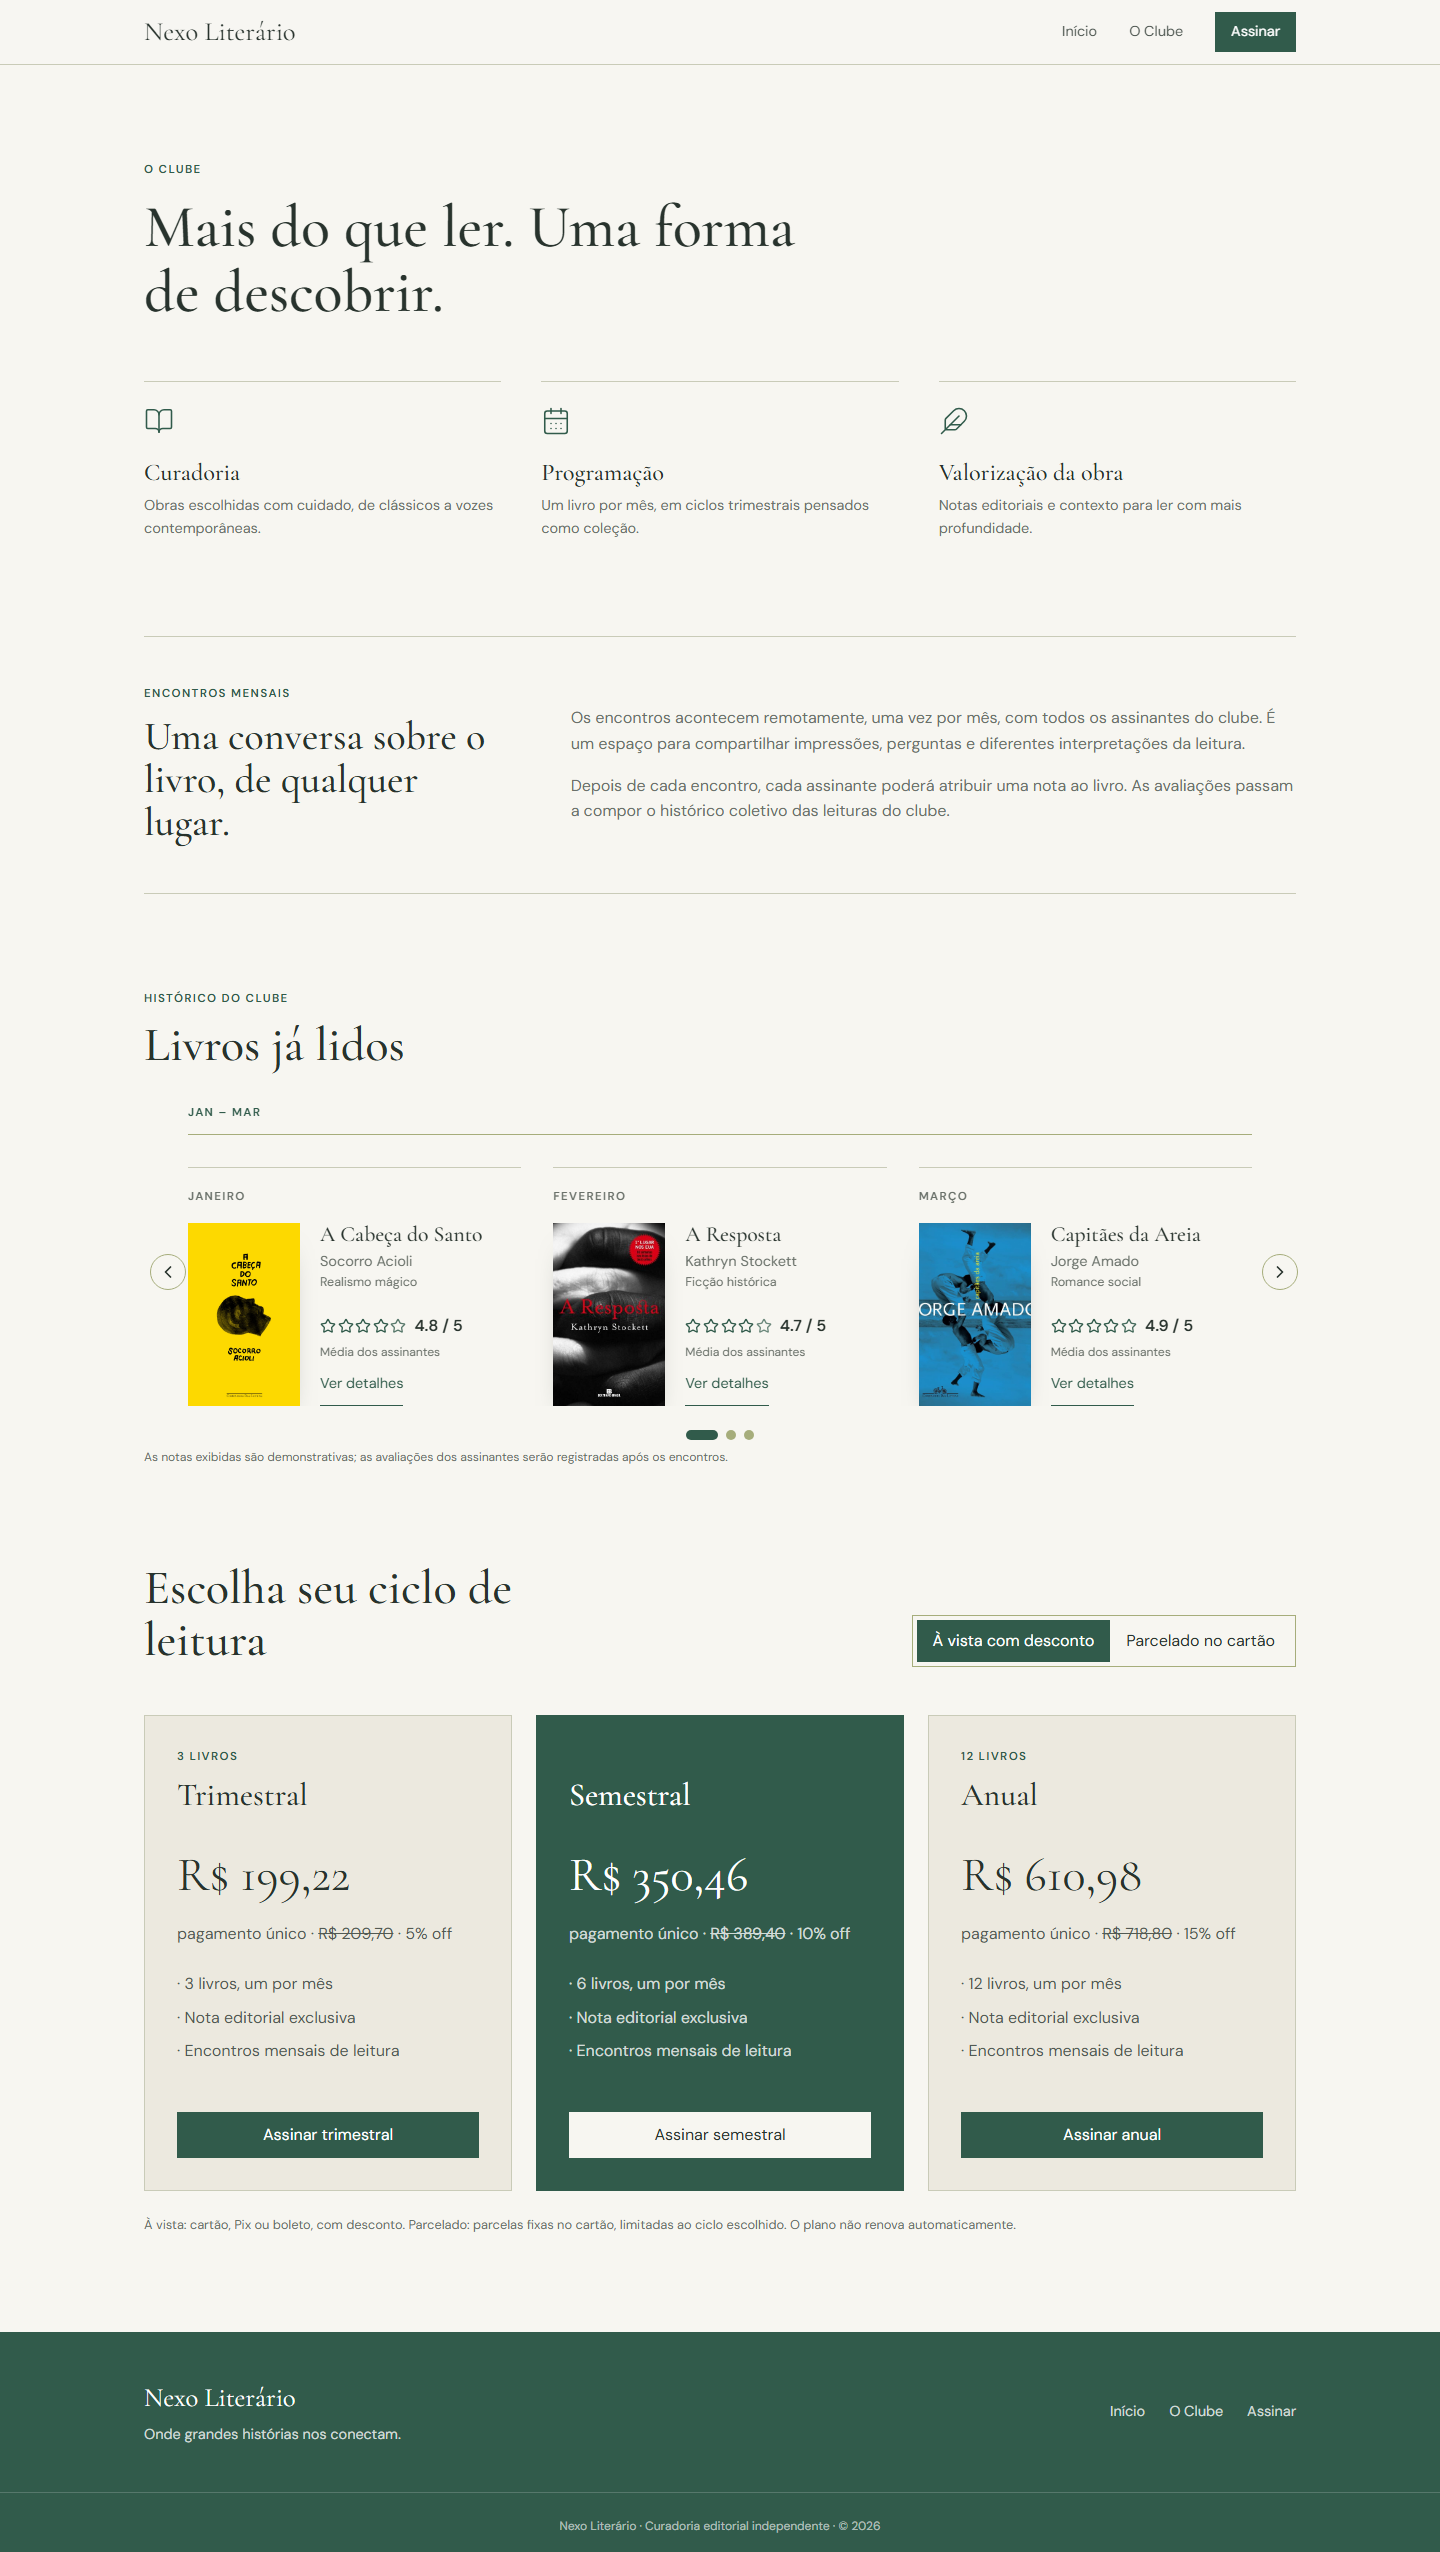 Nexo Literário
Início
O Clube
Assinar
O CLUBE
Mais do que ler. Uma forma
de descobrir.
Curadoria
Obras escolhidas com cuidado, de clássicos a vozes
contemporâneas.
Programação
Um livro por mês, em ciclos trimestrais pensados
como coleção.
Valorização da obra
Notas editoriais e contexto para ler com mais
profundidade.
ENCONTROS MENSAIS
Uma conversa sobre o
livro, de qualquer
lugar.
Os encontros acontecem remotamente, uma vez por mês, com todos os assinantes do clube. É
um espaço para compartilhar impressões, perguntas e diferentes interpretações da leitura.
Depois de cada encontro, cada assinante poderá atribuir uma nota ao livro. As avaliações passam
a compor o histórico coletivo das leituras do clube.
HISTÓRICO DO CLUBE
Livros já lidos
JAN – MAR
JANEIRO
A
CABEÇA
DO
SANTO
SOCORRO
ACIOLI
A Cabeça do Santo
Socorro Acioli
Realismo mágico
4.8 / 5
Média dos assinantes
Ver detalhes
FEVEREIRO
A Resposta
Kathryn Stockett
A Resposta
Kathryn Stockett
Ficção histórica
4.7 / 5
Média dos assinantes
Ver detalhes
MARÇO
ORGE AMADO
Capitães da Areia
Jorge Amado
Romance social
4.9 / 5
Média dos assinantes
Ver detalhes
As notas exibidas são demonstrativas; as avaliações dos assinantes serão registradas após os encontros.
Escolha seu ciclo de
leitura
À vista com desconto
Parcelado no cartão
3 LIVROS
Trimestral
R$ 199,22
pagamento único · R$ 209,70 · 5% off
· 3 livros, um por mês
· Nota editorial exclusiva
· Encontros mensais de leitura
Assinar trimestral
Semestral
R$ 350,46
pagamento único · R$ 389,40 · 10% off
· 6 livros, um por mês
· Nota editorial exclusiva
· Encontros mensais de leitura
Assinar semestral
12 LIVROS
Anual
R$ 610,98
pagamento único · R$ 718,80 · 15% off
· 12 livros, um por mês
· Nota editorial exclusiva
· Encontros mensais de leitura
Assinar anual
À vista: cartão, Pix ou boleto, com desconto. Parcelado: parcelas fixas no cartão, limitadas ao ciclo escolhido. O plano não renova automaticamente.
Nexo Literário
Onde grandes histórias nos conectam.
Início
O Clube
Assinar
Nexo Literário · Curadoria editorial independente · © 2026